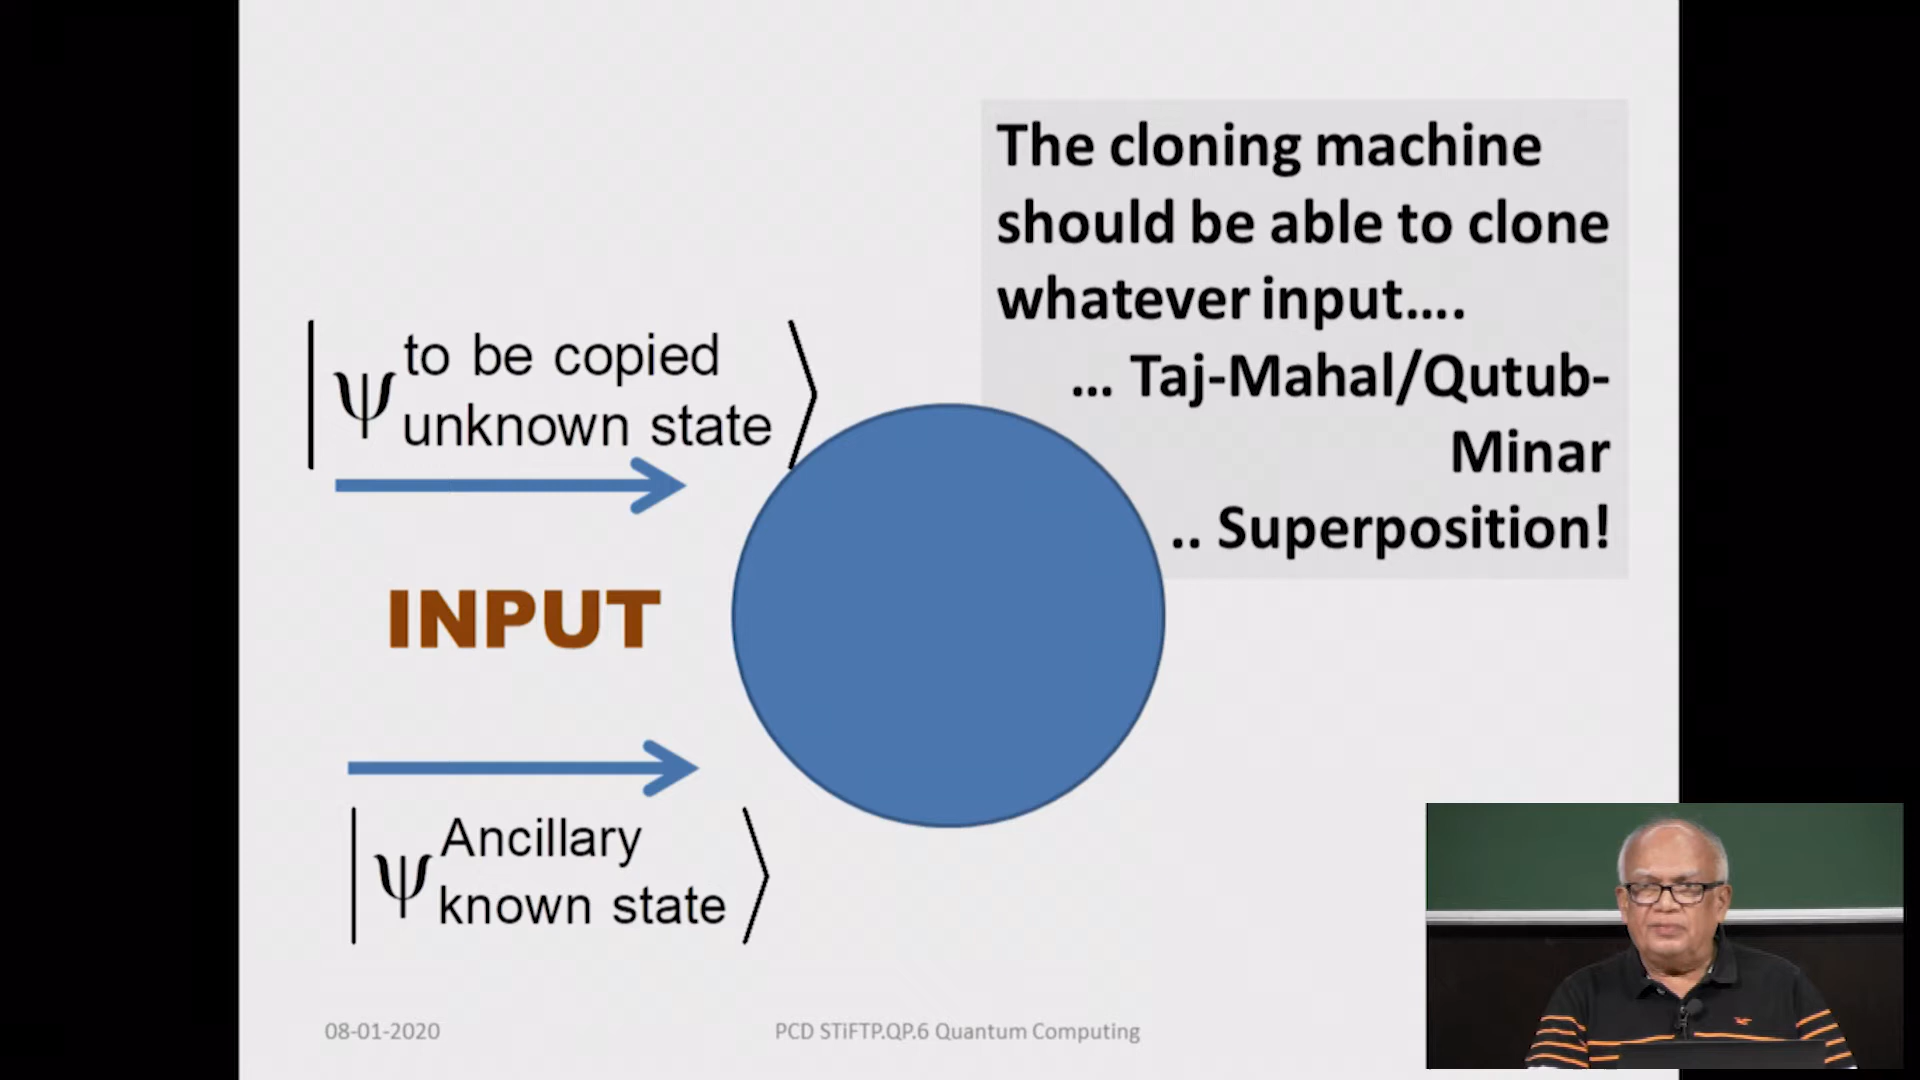 The cloning machine
should be able to clone
whatever input....
... Taj-Mahal/Qutub-
Minar
.. Superposition!
|ψ to be copied
unknown state⟩
INPUT
|ψ Ancillary
known state⟩
08-01-2020
PCD STiFTP.QP.6 Quantum Computing